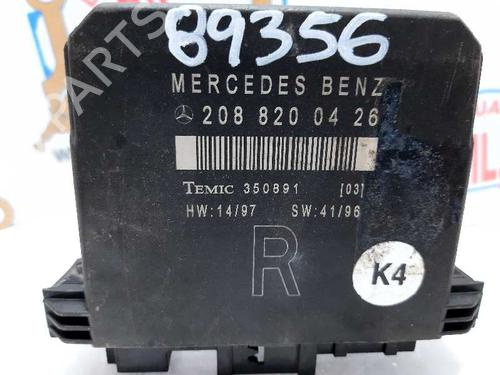 89356
MERCEDES BENZ
208 820 04 26
TEMIC 350891 [03]
HW:14/97 SW:41/96
R
K4